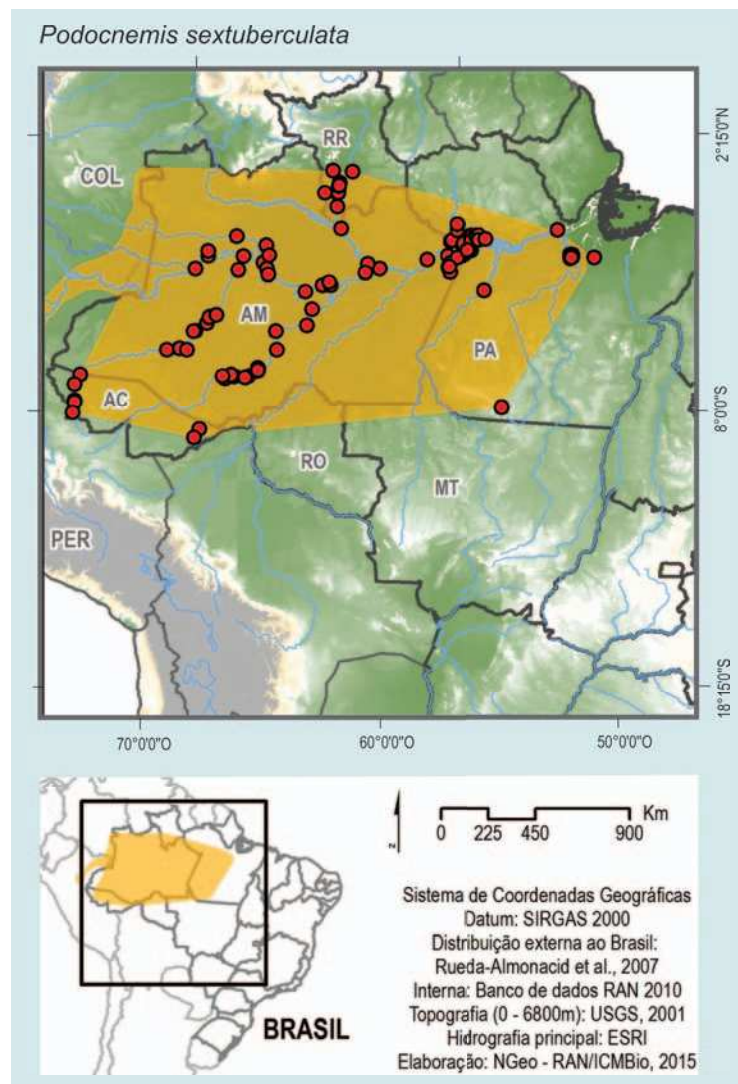 Podocnemis sextuberculata
RR
COL
AM
PA
AC
RO
MT
PER
2°15'0"N
8°0'0"S
18°15'0"S
70°0'0"O
60°0'0"O
50°0'0"O
BRASIL
z
Km
0 225 450 900
Sistema de Coordenadas Geográficas
Datum: SIRGAS 2000
Distribuição externa ao Brasil:
Rueda-Almonacid et al., 2007
Interna: Banco de dados RAN 2010
Topografia (0 - 6800m): USGS, 2001
Hidrografia principal: ESRI
Elaboração: NGeo - RAN/ICMBio, 2015